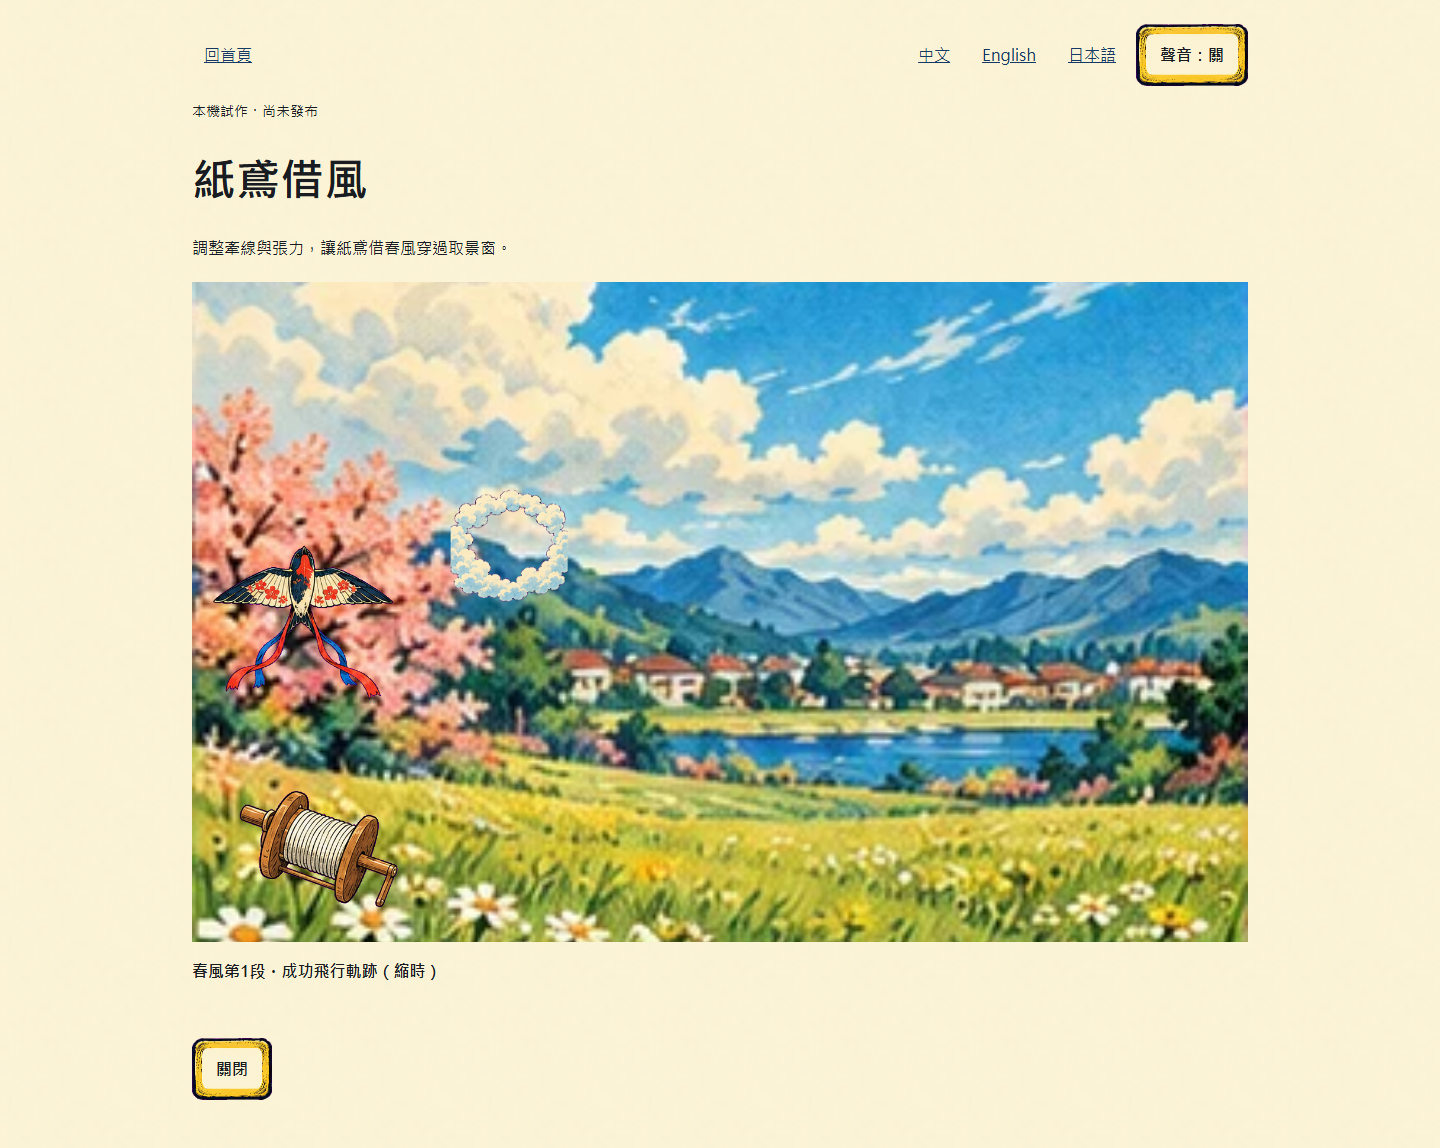 回首頁
中文 English 日本語 聲音：關
本機試作・尚未發布
紙鳶借風
調整牽線與張力，讓紙鳶借春風穿過取景窗。
春風第1段・成功飛行軌跡（縮時）
關閉